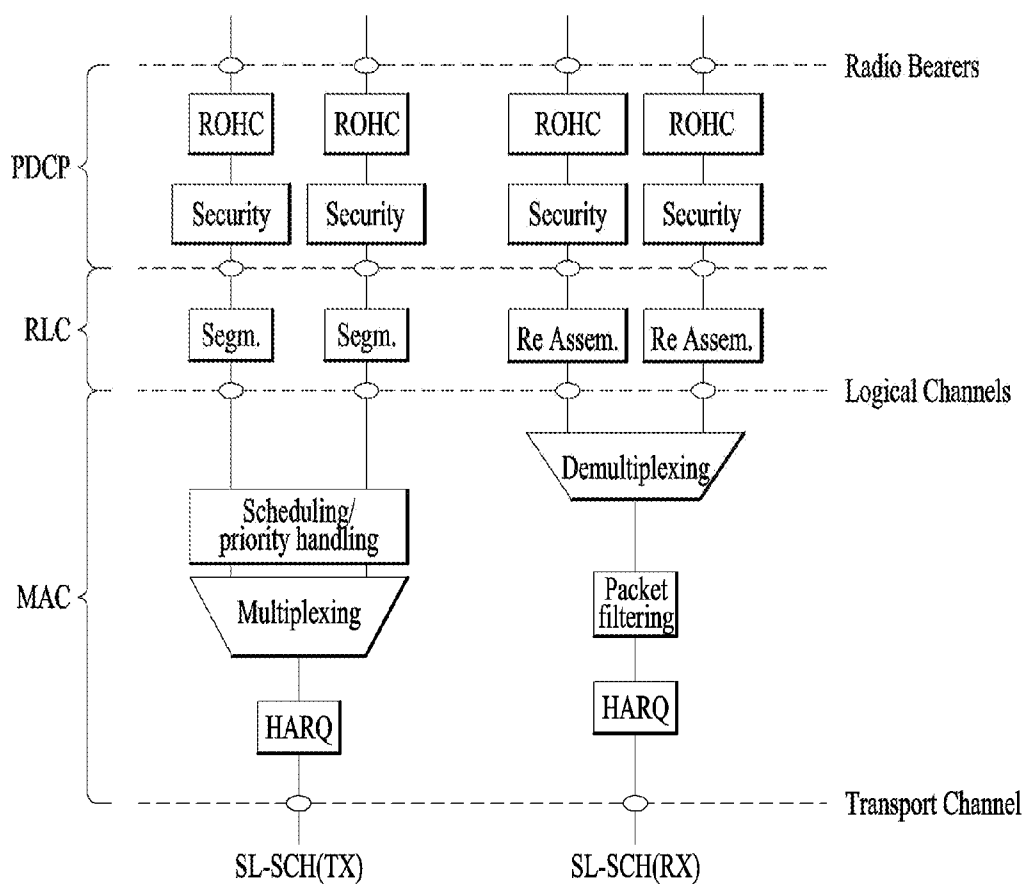 Radio Bearers
ROHC
ROHC
ROHC
ROHC
PDCP
Security
Security
Security
Security
RLC
Segm.
Segm.
Re Assem.
Re Assem.
Logical Channels
Demultiplexing
Scheduling/
priority handling
MAC
Multiplexing
Packet
filtering
HARQ
HARQ
Transport Channel
SL-SCH(TX)
SL-SCH(RX)